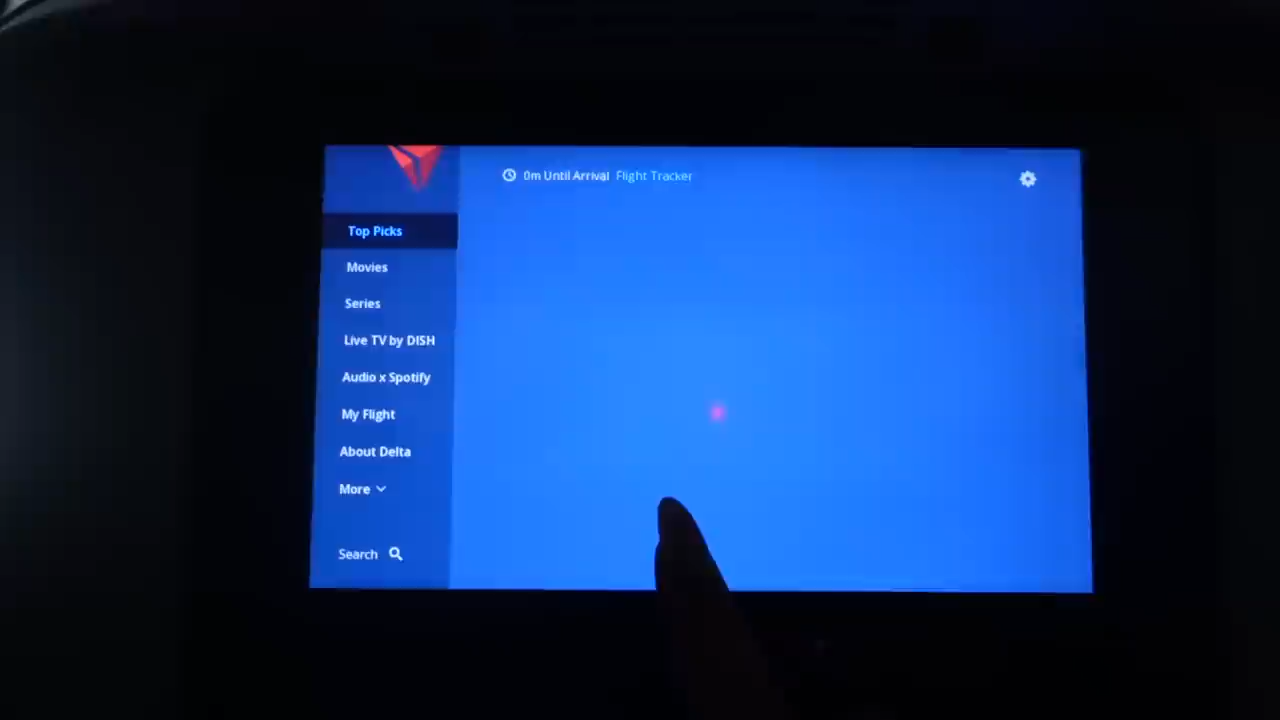 0m Until Arrival Flight Tracker
Top Picks
Movies
Series
Live TV by DISH
Audio x Spotify
My Flight
About Delta
More
Search